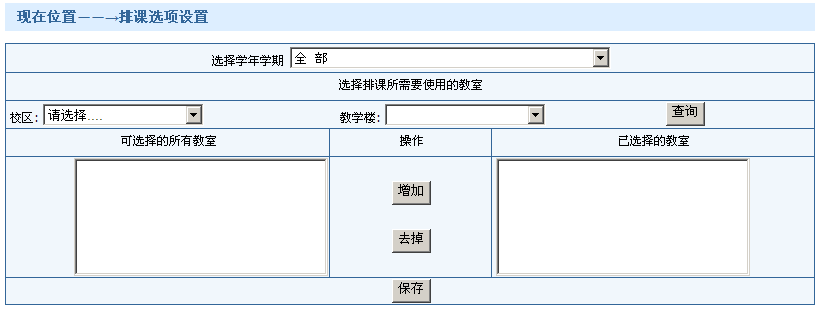 现在位置－－→排课选项设置
选择学年学期 全 部
选择排课所需要使用的教室
校区: 请选择.... 教学楼: 查询
可选择的所有教室 操作 已选择的教室
增加
去掉
保存